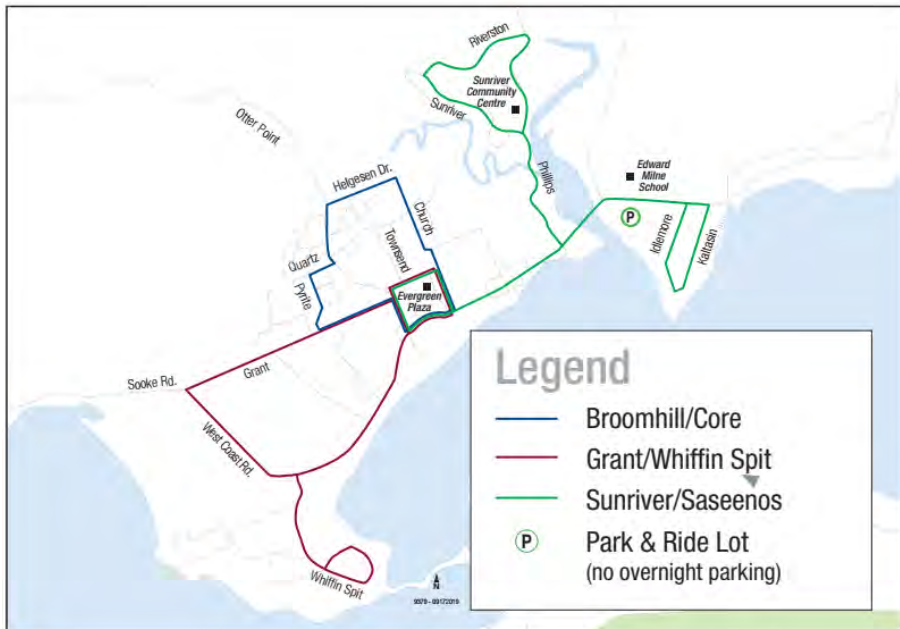 Riverston
Sunriver
Community
Centre
Sunriver
Otter Point
Phillips
Edward
Milne
School
Helgesen Dr.
Church
P
Idlemore
Kaltasin
Townsend
Quartz
Pyrite
Evergreen
Plaza
Grant
Sooke Rd.
West Coast Rd.
Whiffin Spit
N
Legend
Broomhill/Core
Grant/Whiffin Spit
Sunriver/Saseenos
P Park & Ride Lot
(no overnight parking)